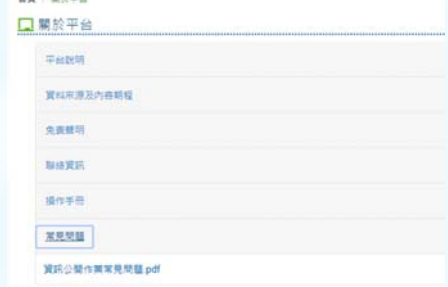 關於平台
平台說明
資料來源及內容期程
免責聲明
聯絡資訊
操作手冊
常見問題
資訊公開作業常見問題.pdf